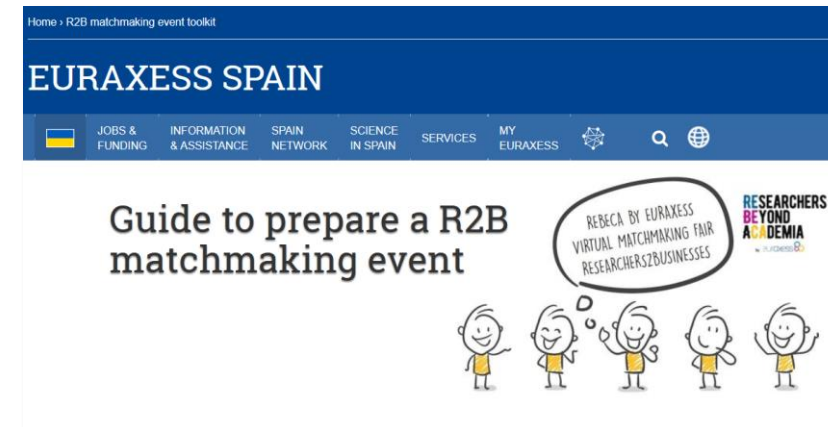 Home › R2B matchmaking event toolkit
EURAXESS SPAIN
JOBS &
FUNDING
INFORMATION
& ASSISTANCE
SPAIN
NETWORK
SCIENCE
IN SPAIN
SERVICES
MY
EURAXESS
Guide to prepare a R2B
matchmaking event
REBECA BY EURAXESS
VIRTUAL MATCHMAKING FAIR
RESEARCHERS2BUSINESSES
RESEARCHERS
BEYOND
ACADEMIA